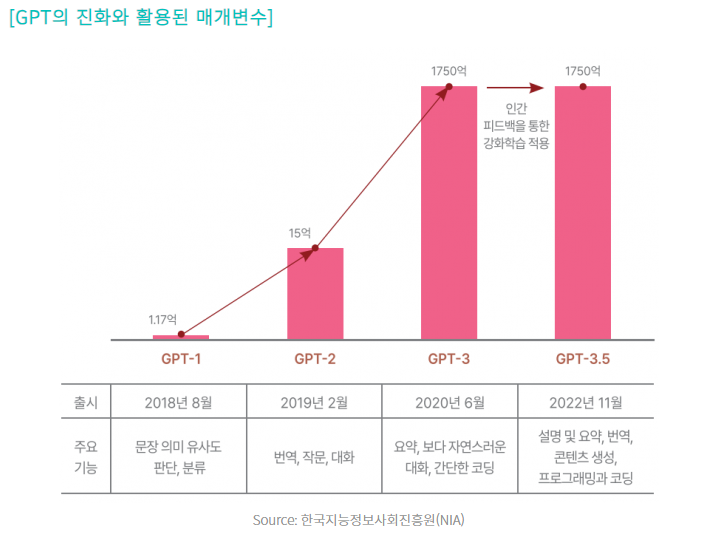 [GPT의 진화와 활용된 매개변수]
1750억
1750억
인간
피드백을 통한
강화학습 적용
15억
1.17억
GPT-1
GPT-2
GPT-3
GPT-3.5
출시
2018년 8월
2019년 2월
2020년 6월
2022년 11월
주요
기능
문장 의미 유사도
판단, 분류
번역, 작문, 대화
요약, 보다 자연스러운
대화, 간단한 코딩
설명 및 요약, 번역,
콘텐츠 생성,
프로그래밍과 코딩
Source: 한국지능정보사회진흥원(NIA)